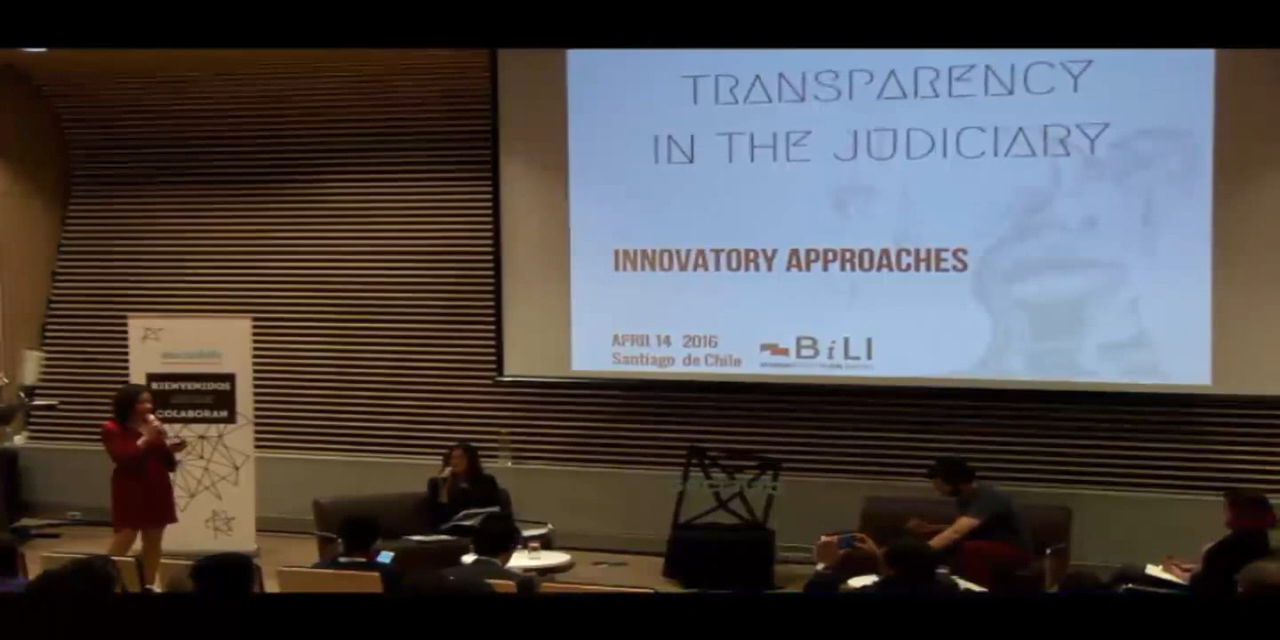 TRANSPARENCY
IN THE JUDICIARY
INNOVATORY APPROACHES
APRIL 14 2016
Santiago de Chile
BiLI
BIENVENIDOS
COLABORAN